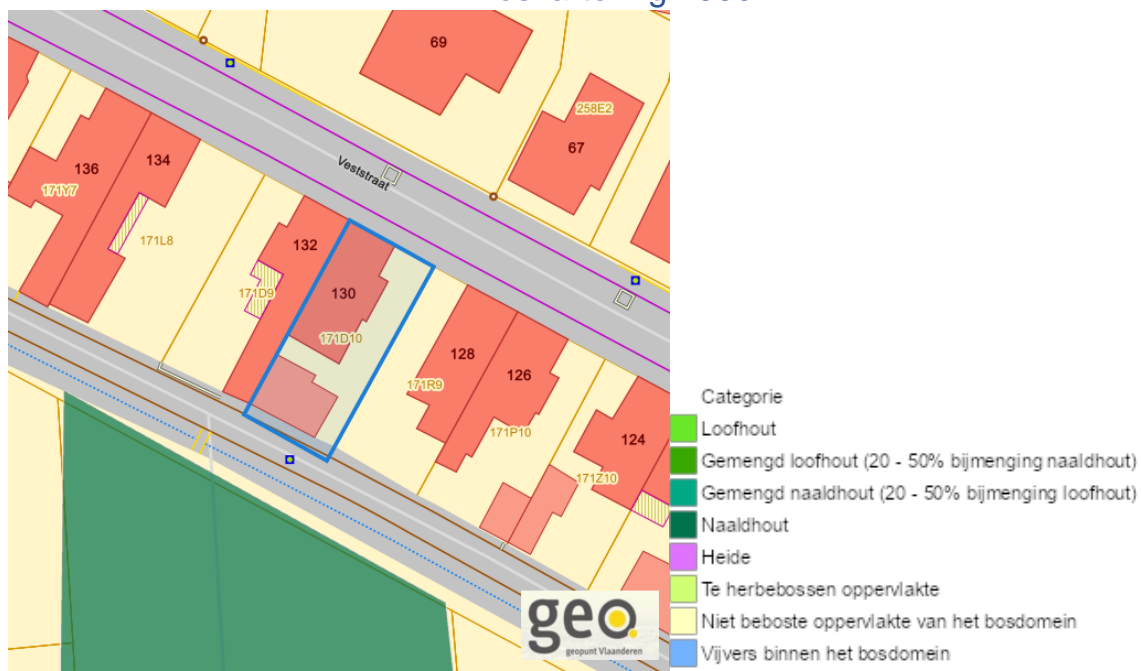 69
258E2
67
136
134
Veststraat
171Y7
171L8
132
171D9
130
171D10
128
171R9
126
171P10
124
171Z10
geo.
geopunt Vlaanderen
Categorie
Loofhout
Gemengd loofhout (20 - 50% bijmenging naaldhout)
Gemengd naaldhout (20 - 50% bijmenging loofhout)
Naaldhout
Heide
Te herbebossen oppervlakte
Niet beboste oppervlakte van het bosdomein
Vijvers binnen het bosdomein